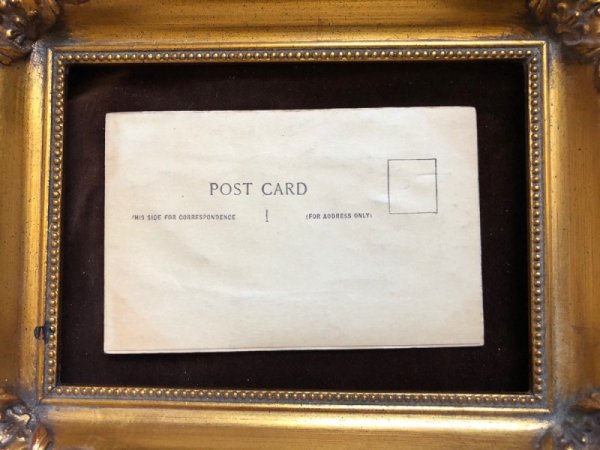 POST CARD
THIS SIDE FOR CORRESPONDENCE (FOR ADDRESS ONLY)